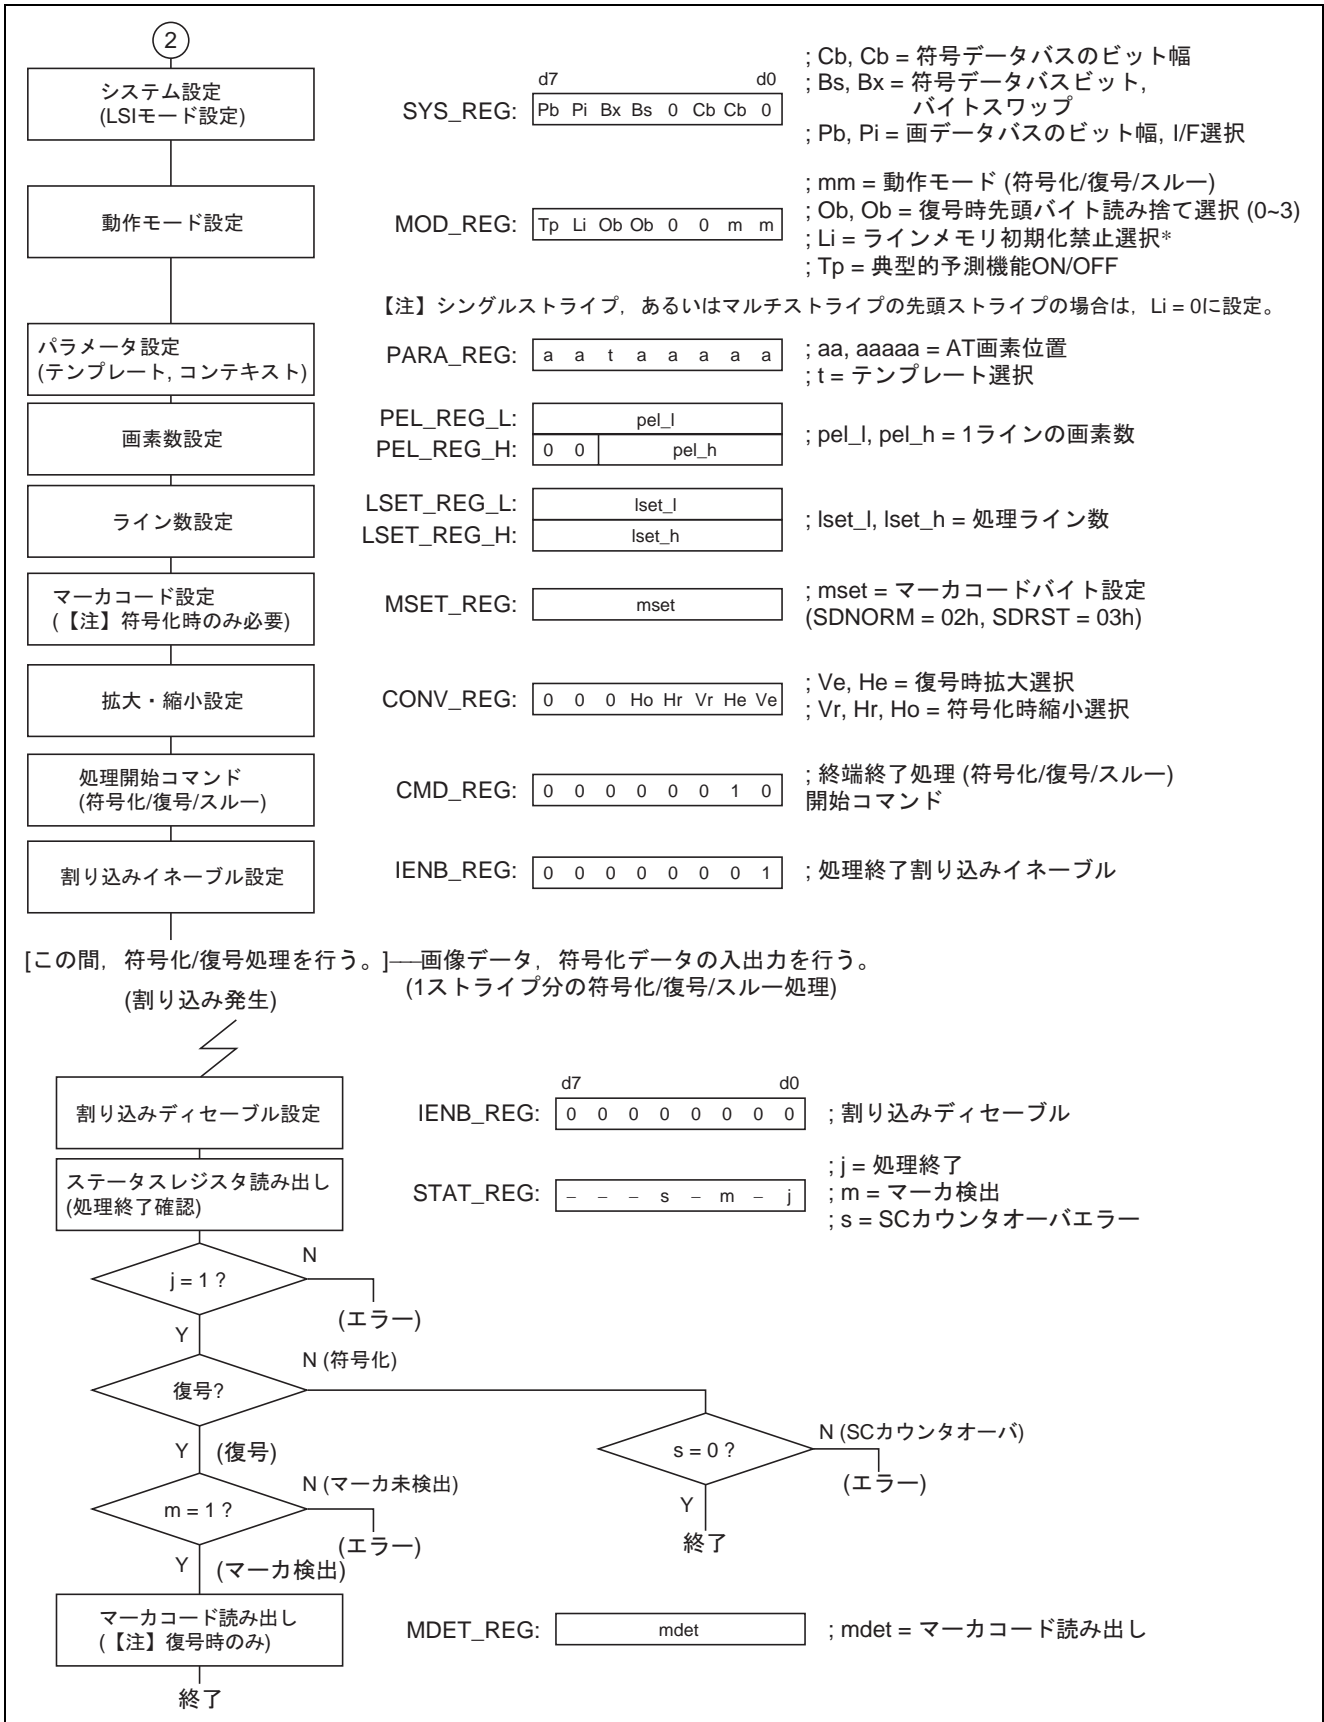 2
システム設定
(LSIモード設定)
d7 d0
SYS_REG: Pb Pi Bx Bs 0 Cb Cb 0
; Cb, Cb = 符号データバスのビット幅
; Bs, Bx = 符号データバスビット,
バイトスワップ
; Pb, Pi = 画データバスのビット幅, I/F選択
動作モード設定
MOD_REG: Tp Li Ob Ob 0 0 m m
; mm = 動作モード (符号化/復号/スルー)
; Ob, Ob = 復号時先頭バイト読み捨て選択 (0~3)
; Li = ラインメモリ初期化禁止選択*
; Tp = 典型的予測機能ON/OFF
【注】シングルストライプ，あるいはマルチストライプの先頭ストライプの場合は，Li = 0に設定。
パラメータ設定
(テンプレート, コンテキスト)
PARA_REG: a a t a a a a a
; aa, aaaaa = AT画素位置
; t = テンプレート選択
画素数設定
PEL_REG_L: pel_l
PEL_REG_H: 0 0 pel_h
; pel_l, pel_h = 1ラインの画素数
ライン数設定
LSET_REG_L: lset_l
LSET_REG_H: lset_h
; lset_l, lset_h = 処理ライン数
マーカコード設定
(【注】符号化時のみ必要)
MSET_REG: mset
; mset = マーカコードバイト設定
(SDNORM = 02h, SDRST = 03h)
拡大・縮小設定
CONV_REG: 0 0 0 Ho Hr Vr He Ve
; Ve, He = 復号時拡大選択
; Vr, Hr, Ho = 符号化時縮小選択
処理開始コマンド
(符号化/復号/スルー)
CMD_REG: 0 0 0 0 0 0 1 0
; 終端終了処理 (符号化/復号/スルー)
開始コマンド
割り込みイネーブル設定
IENB_REG: 0 0 0 0 0 0 0 1
; 処理終了割り込みイネーブル
[この間，符号化/復号処理を行う。]──画像データ，符号化データの入出力を行う。
(1ストライプ分の符号化/復号/スルー処理)
(割り込み発生)
d7 d0
割り込みディセーブル設定
IENB_REG: 0 0 0 0 0 0 0 0
; 割り込みディセーブル
ステータスレジスタ読み出し
(処理終了確認)
STAT_REG: − − − s − m − j
; j = 処理終了
; m = マーカ検出
; s = SCカウンタオーバエラー
j = 1 ?
N
(エラー)
Y
復号?
N (符号化)
s = 0 ?
N (SCカウンタオーバ)
(エラー)
Y
終了
Y (復号)
m = 1 ?
N (マーカ未検出)
(エラー)
Y (マーカ検出)
マーカコード読み出し
(【注】復号時のみ)
MDET_REG: mdet
; mdet = マーカコード読み出し
終了